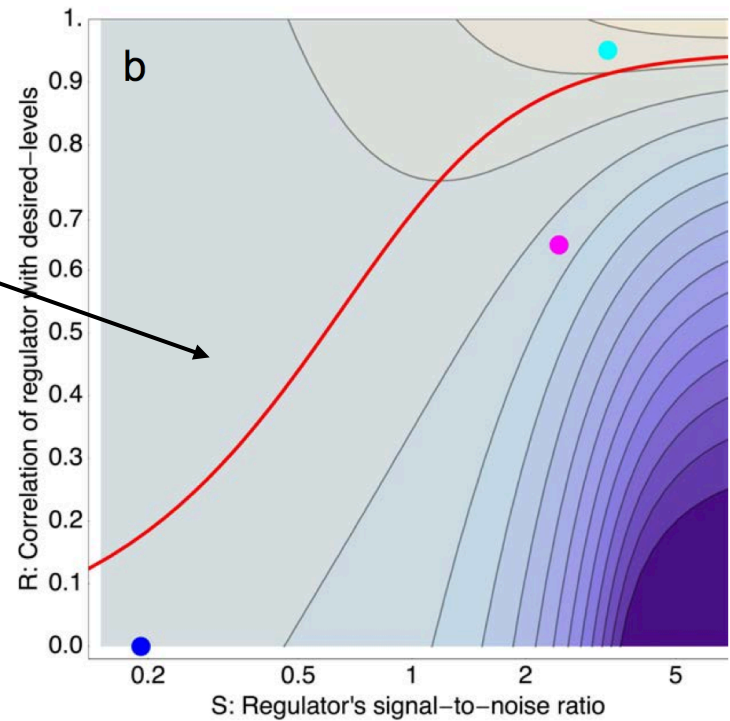 b
R: Correlation of regulator with desired-levels
1.
0.9
0.8
0.7
0.6
0.5
0.4
0.3
0.2
0.1
0.0
0.2 0.5 1 2 5
S: Regulator's signal-to-noise ratio